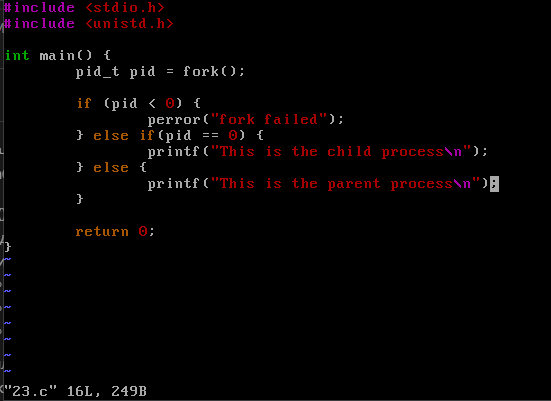 #include <stdio.h>
#include <unistd.h>

int main() {
        pid_t pid = fork();

        if (pid < 0) {
                perror("fork failed");
        } else if(pid == 0) {
                printf("This is the child process\n");
        } else {
                printf("This is the parent process\n");
        }

        return 0;
}
~
~
~
~
~
~
~
~
"23.c" 16L, 249B